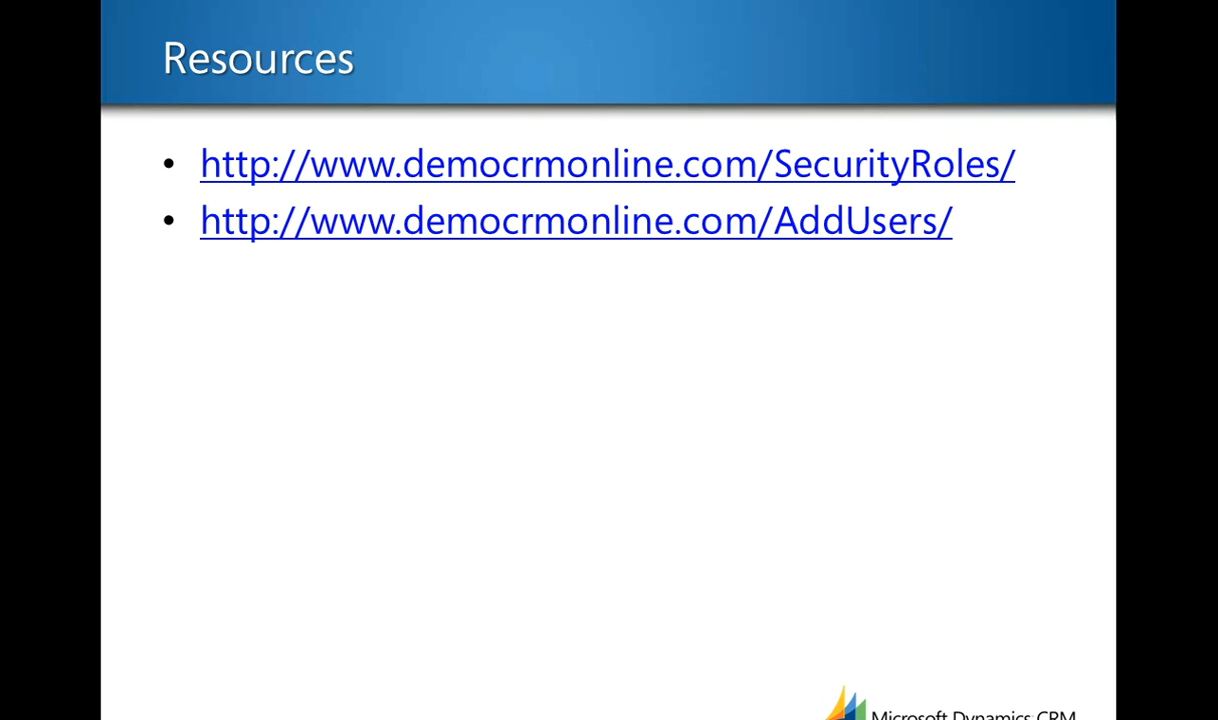 Resources
• http://www.democrmonline.com/SecurityRoles/
• http://www.democrmonline.com/AddUsers/
Microsoft Dynamics CRM